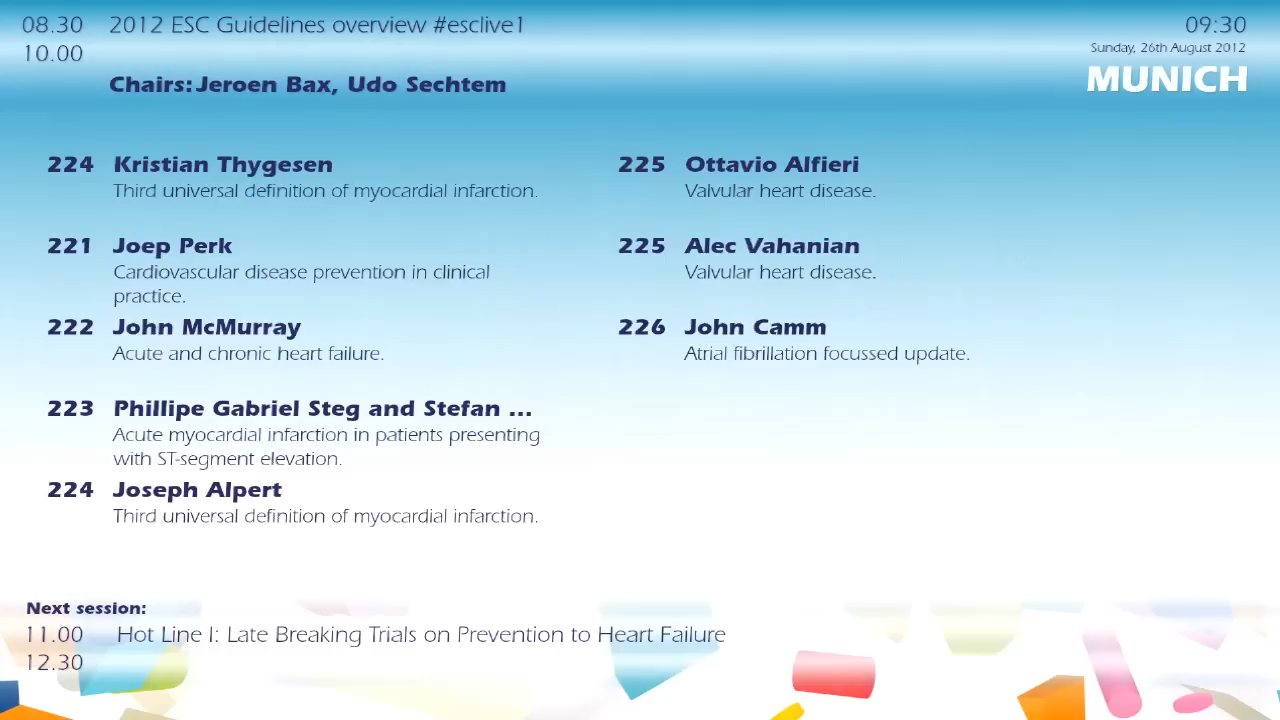 08.30 2012 ESC Guidelines overview #esclive1
10.00
Chairs: Jeroen Bax, Udo Sechtem
09:30
Sunday, 26th August 2012
MUNICH
224 Kristian Thygesen
Third universal definition of myocardial infarction.
221 Joep Perk
Cardiovascular disease prevention in clinical
practice.
222 John McMurray
Acute and chronic heart failure.
223 Phillipe Gabriel Steg and Stefan ...
Acute myocardial infarction in patients presenting
with ST-segment elevation.
224 Joseph Alpert
Third universal definition of myocardial infarction.
225 Ottavio Alfieri
Valvular heart disease.
225 Alec Vahanian
Valvular heart disease.
226 John Camm
Atrial fibrillation focussed update.
Next session:
11.00 Hot Line I: Late Breaking Trials on Prevention to Heart Failure
12.30